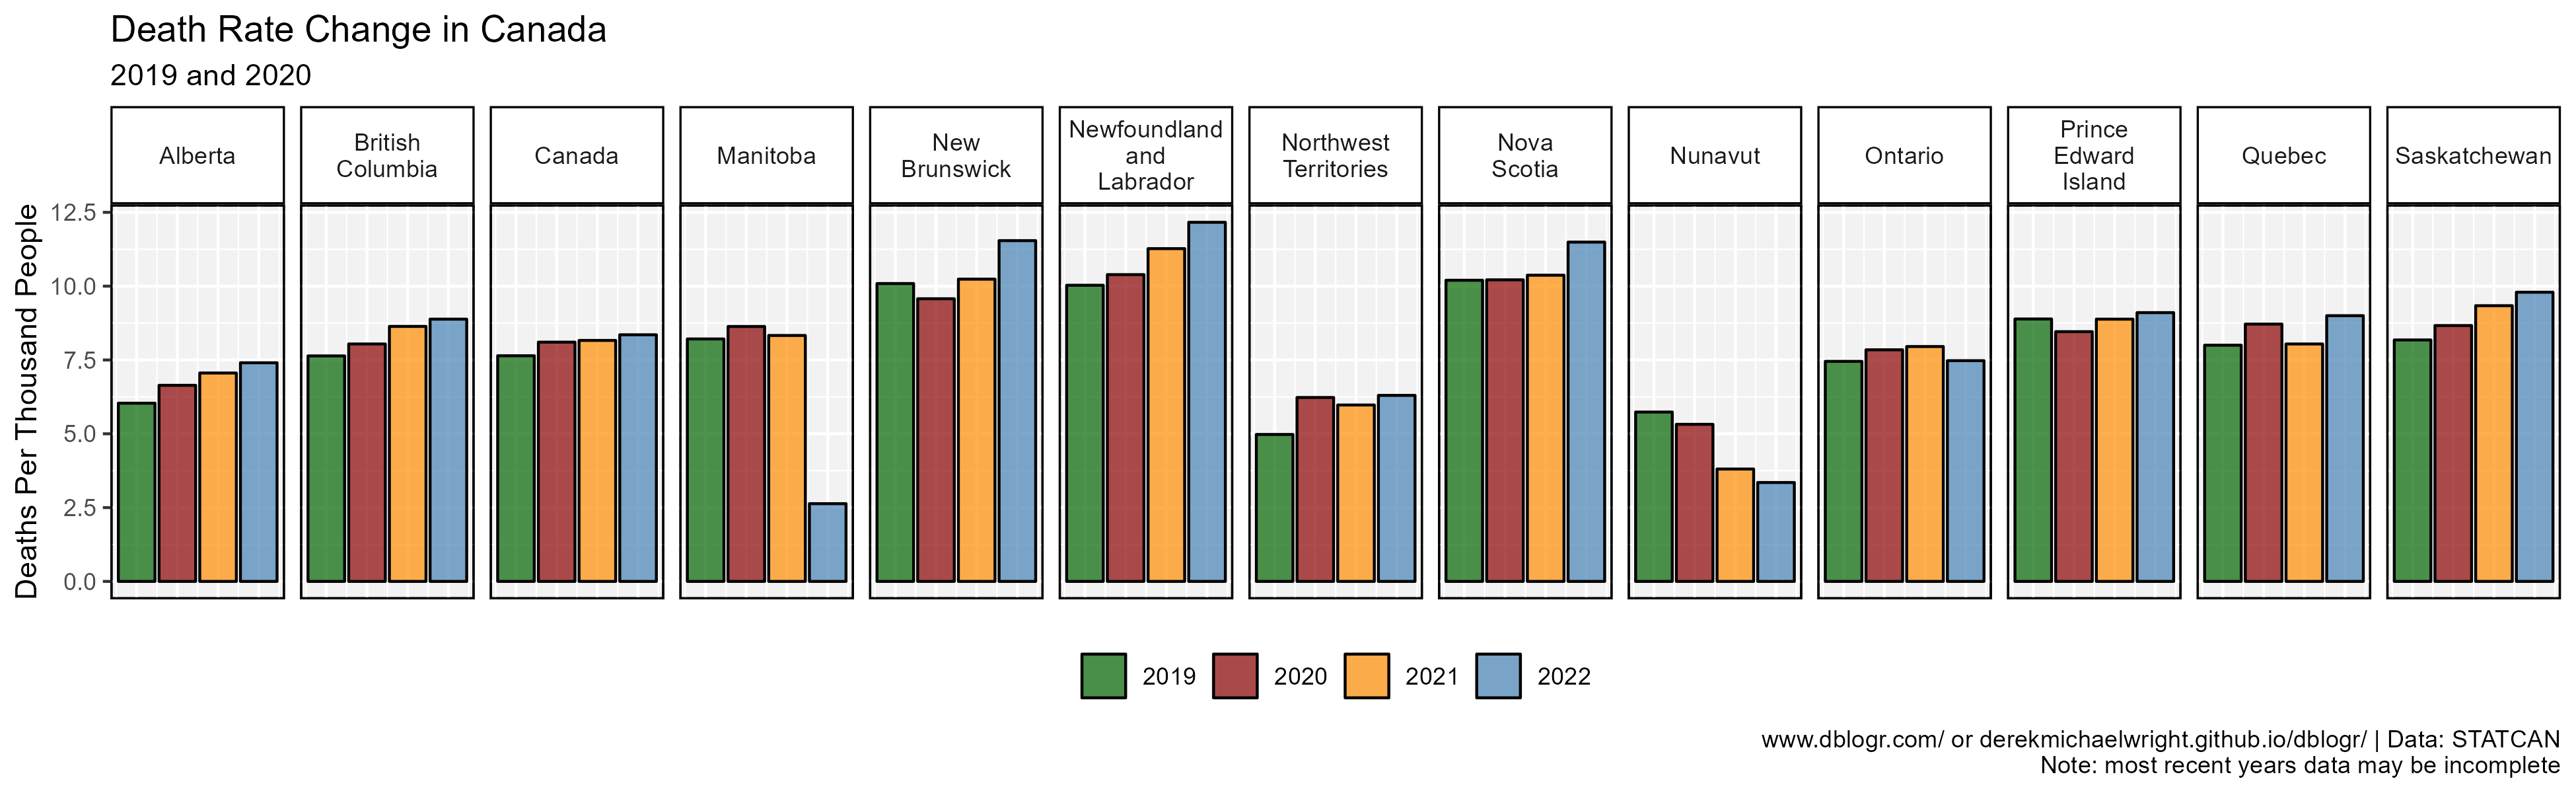 Death Rate Change in Canada
2019 and 2020
Alberta
British
Columbia
Canada
Manitoba
New
Brunswick
Newfoundland
and
Labrador
Northwest
Territories
Nova
Scotia
Nunavut
Ontario
Prince
Edward
Island
Quebec
Saskatchewan
Deaths Per Thousand People
12.5
10.0
7.5
5.0
2.5
0.0
2019 2020 2021 2022
www.dblogr.com/ or derekmichaelwright.github.io/dblogr/ | Data: STATCAN
Note: most recent years data may be incomplete